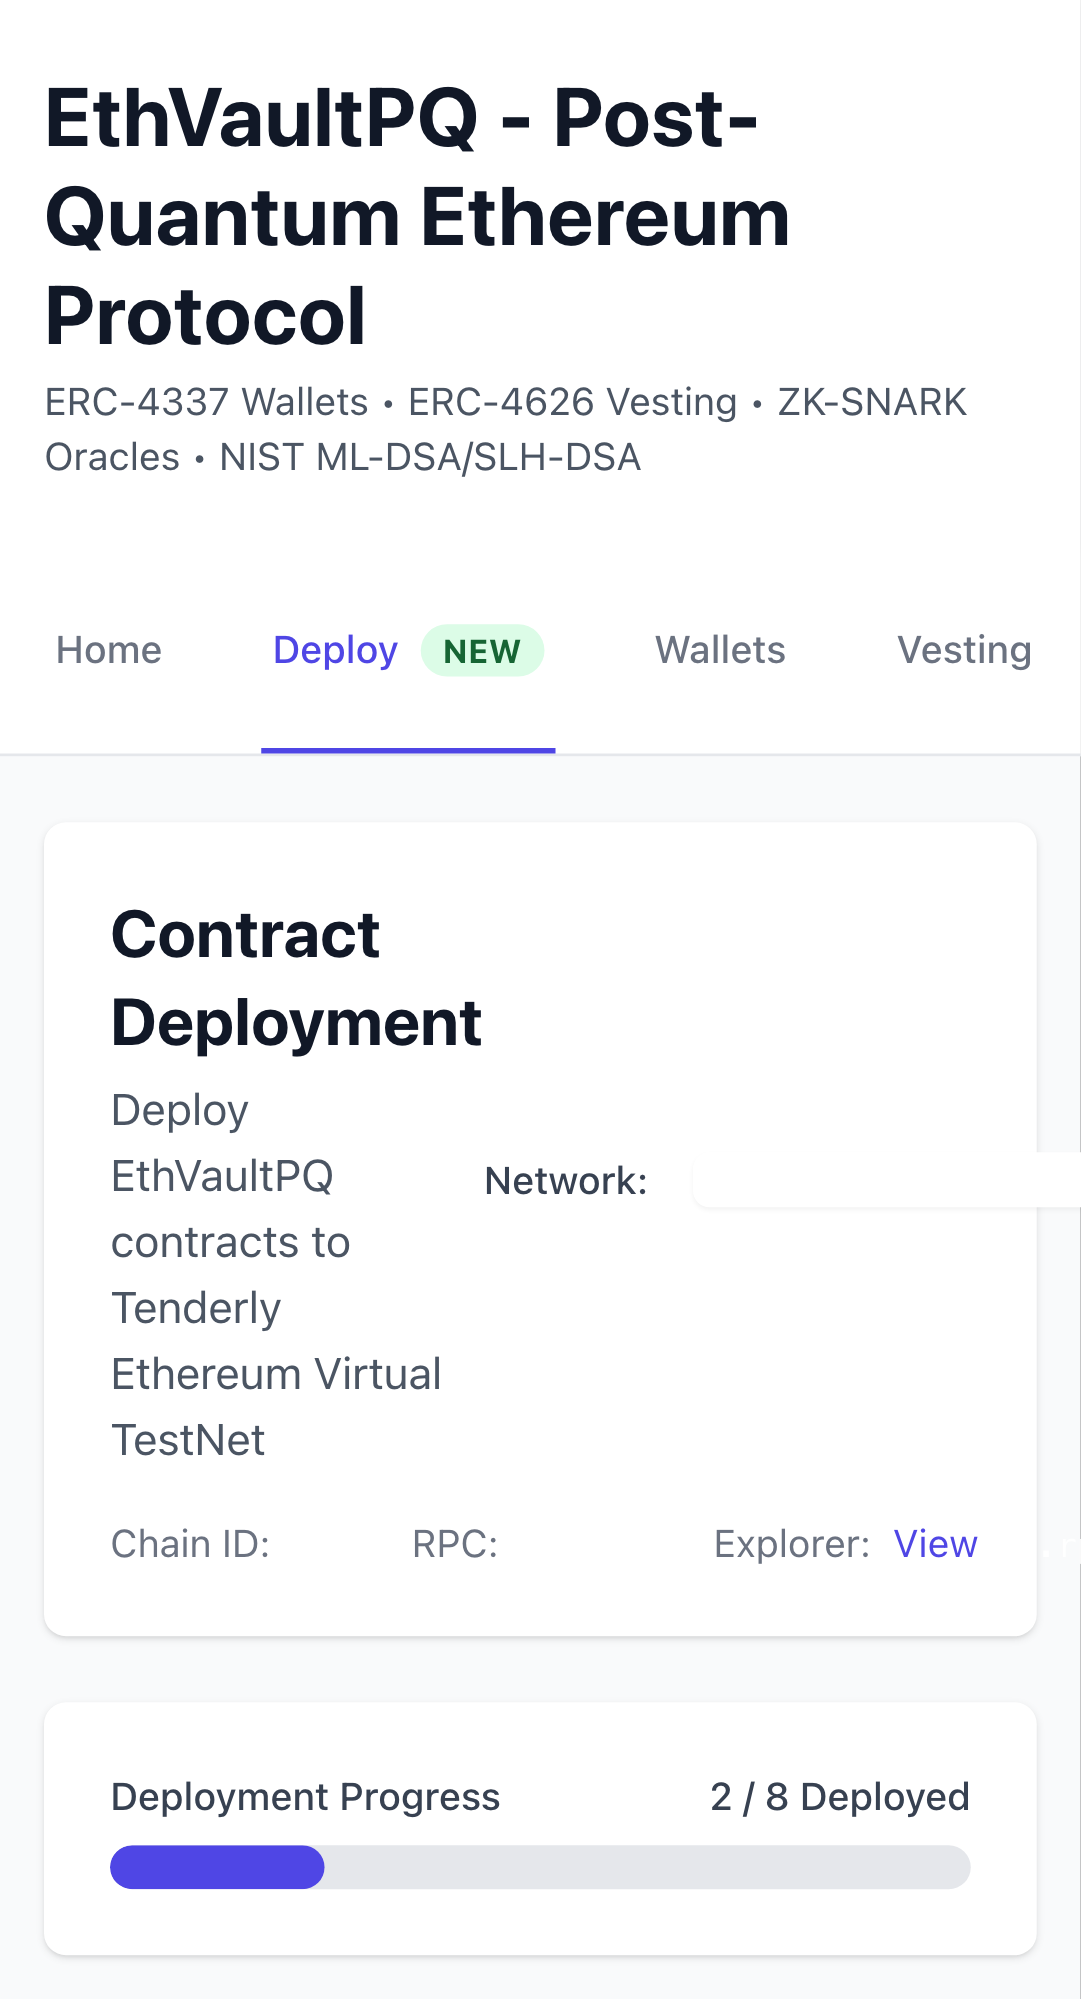 EthVaultPQ - Post-
Quantum Ethereum
Protocol
ERC-4337 Wallets • ERC-4626 Vesting • ZK-SNARK
Oracles • NIST ML-DSA/SLH-DSA
Home Deploy NEW Wallets Vesting
Contract
Deployment
Deploy
EthVaultPQ
contracts to
Tenderly
Ethereum Virtual
TestNet
Network:
Chain ID: RPC: Explorer: View
Deployment Progress 2 / 8 Deployed